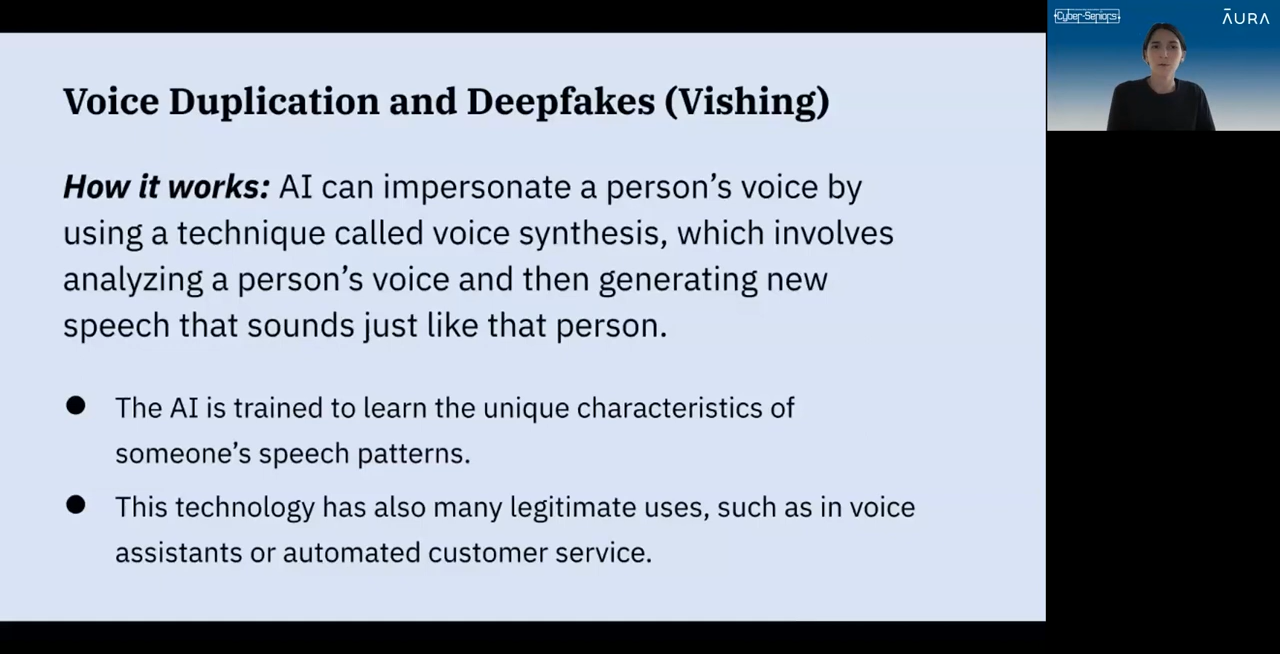 Voice Duplication and Deepfakes (Vishing)
How it works: AI can impersonate a person’s voice by
using a technique called voice synthesis, which involves
analyzing a person’s voice and then generating new
speech that sounds just like that person.
● The AI is trained to learn the unique characteristics of
someone’s speech patterns.
● This technology has also many legitimate uses, such as in voice
assistants or automated customer service.
Cyber-Seniors
ĀURA